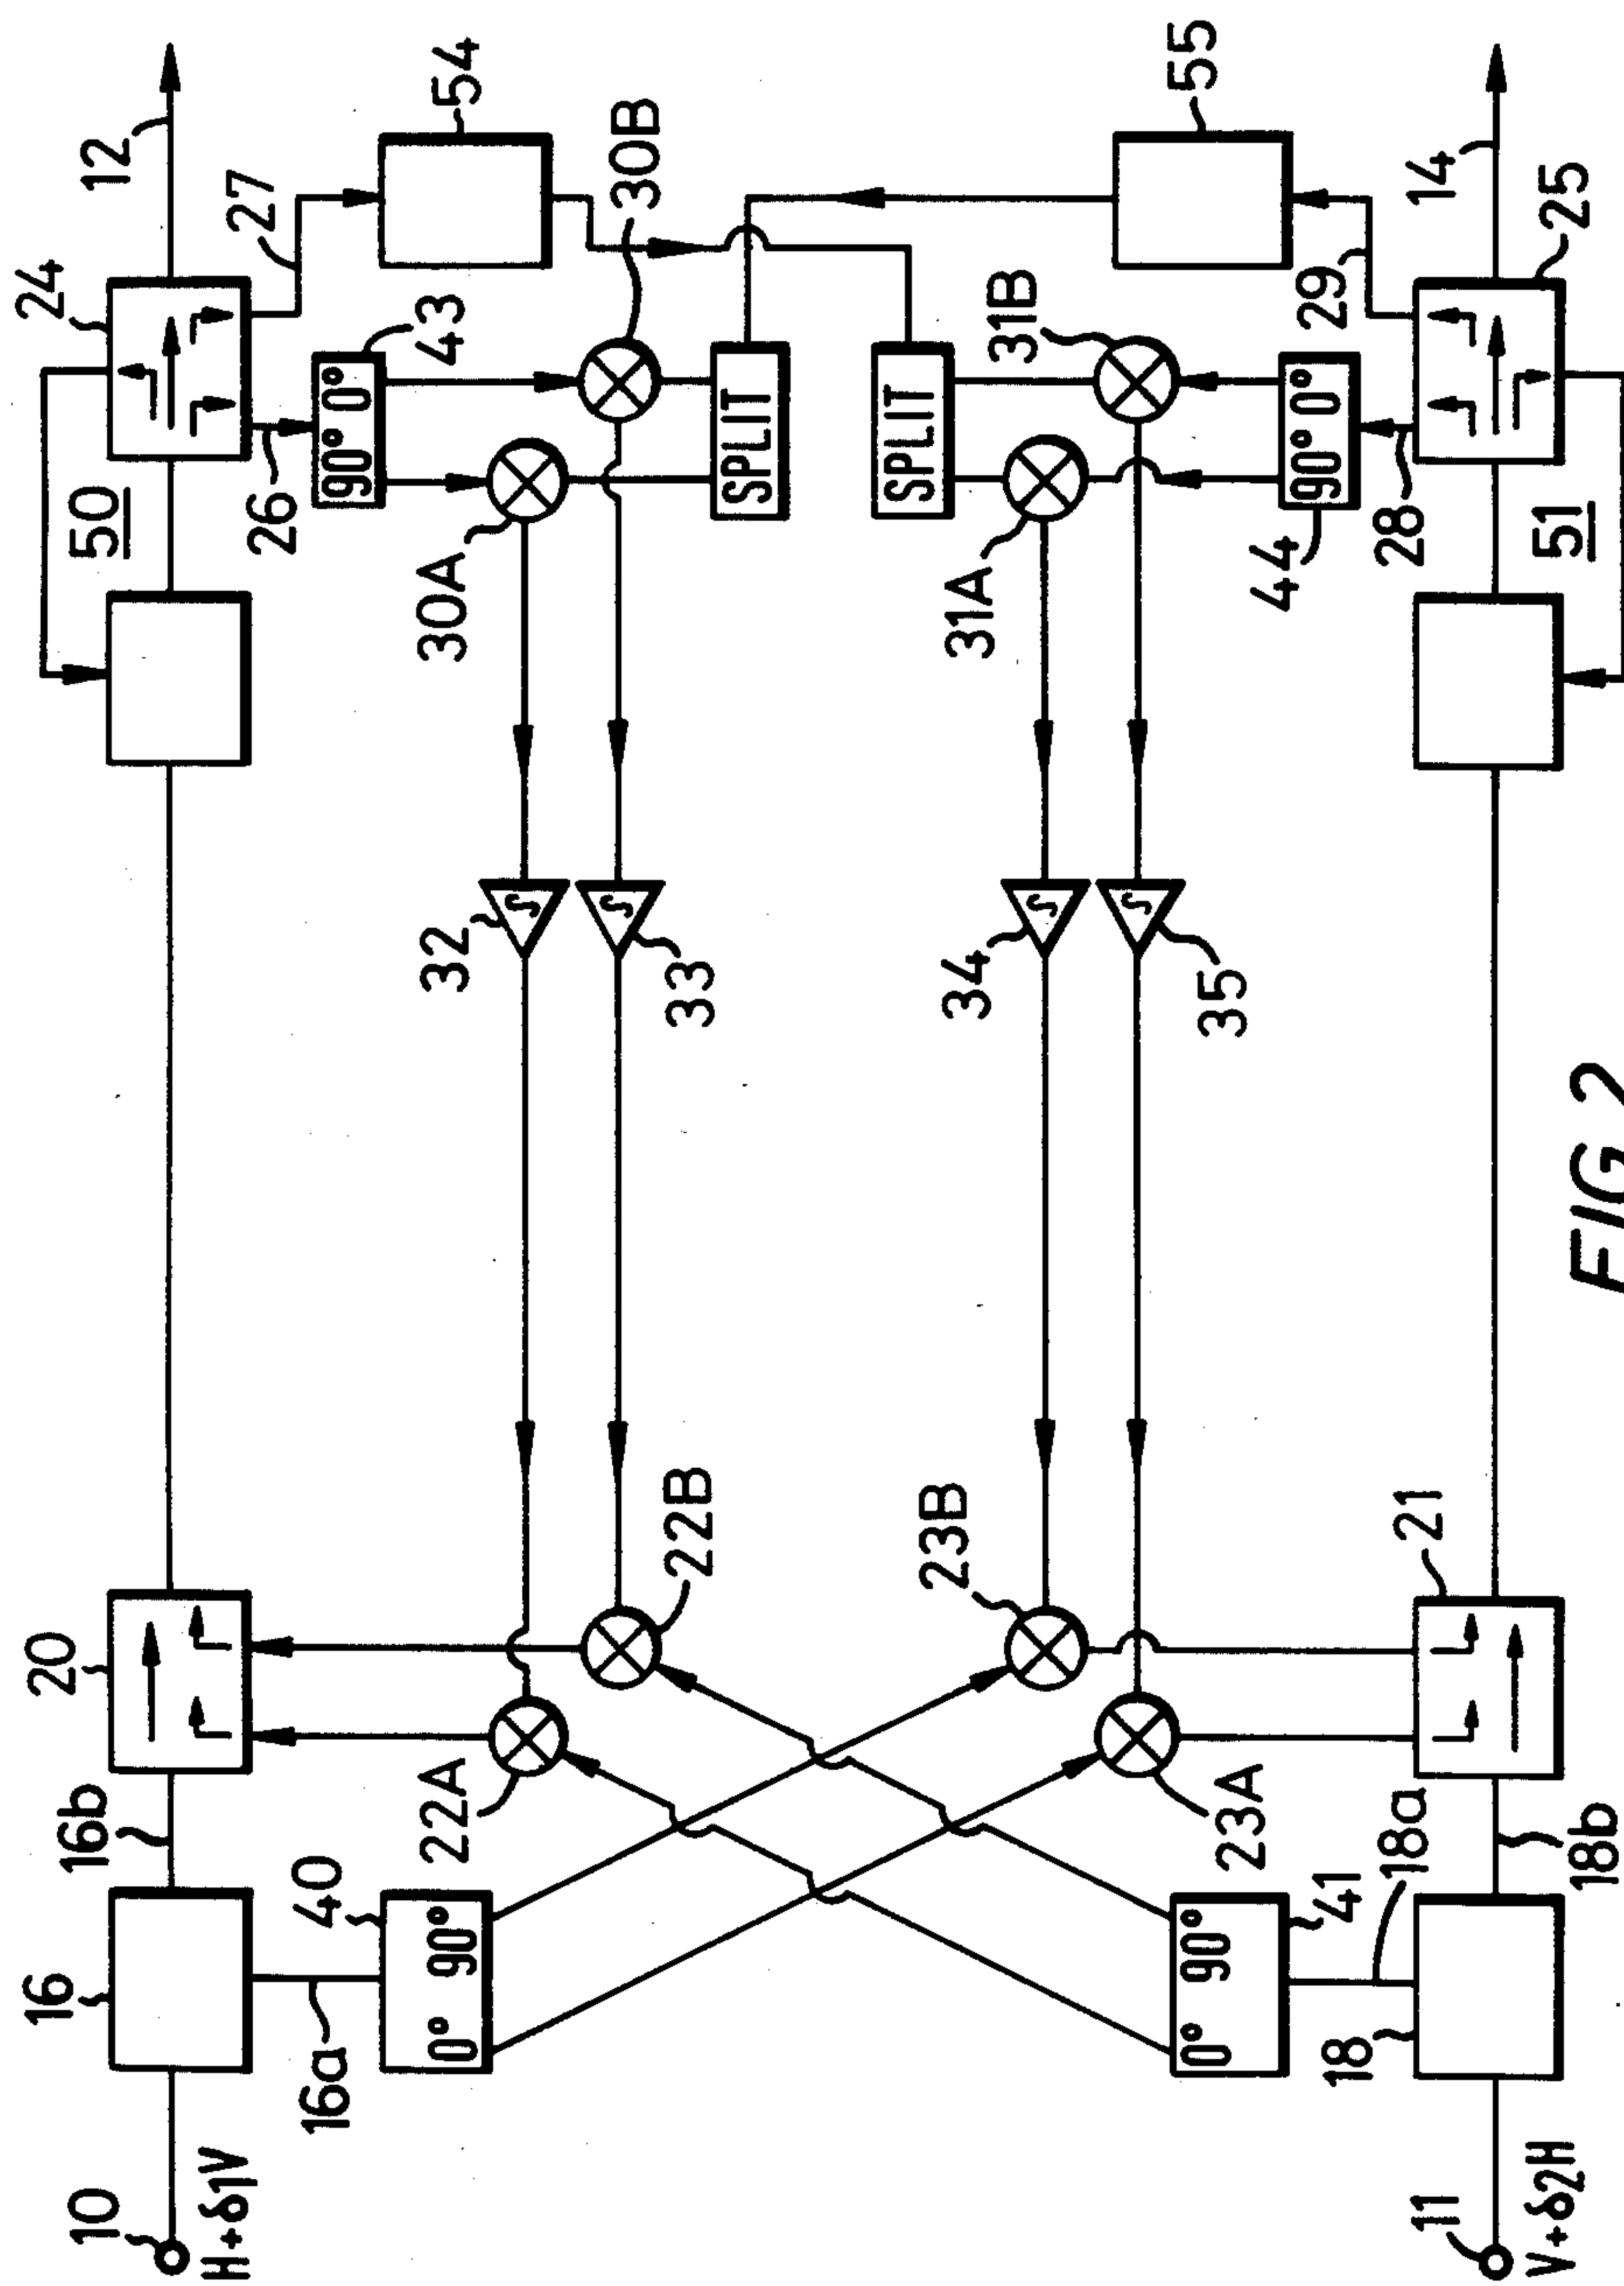 10
H+δ1V
16
16a
16b
40
0° 90°
20
22A
22B
32
33
50
24
12
26
27
90° 0°
43
54
30A
30B
SPLIT
SPLIT
31A
31B
55
34
35
23B
23A
90° 0°
44
28
29
51
25
14
21
0° 90°
41
18a
18b
18
11
V+δ2H
∫
∫
∫
∫
FIG 2